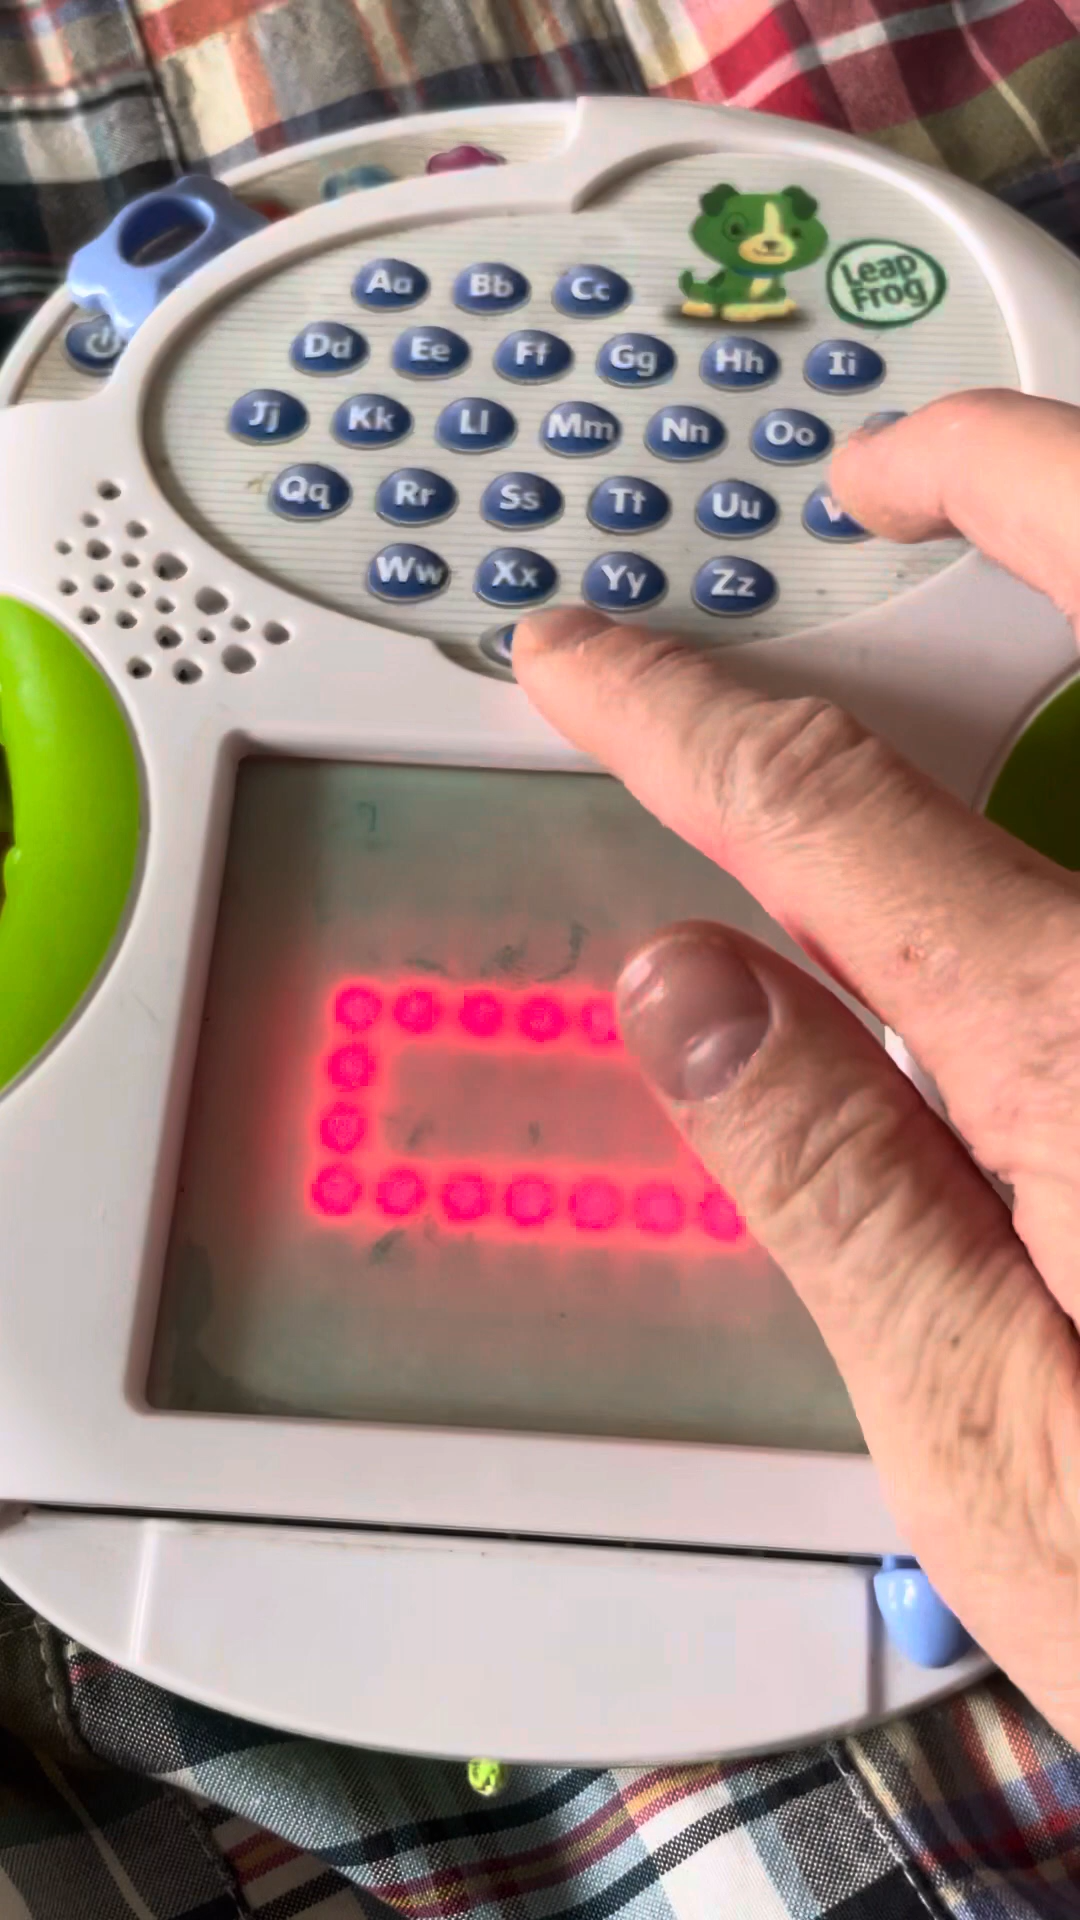 Leap
Frog
Aa Bb Cc
Dd Ee Ff Gg Hh Ii
Jj Kk Ll Mm Nn Oo
Qq Rr Ss Tt Uu
Ww Xx Yy Zz